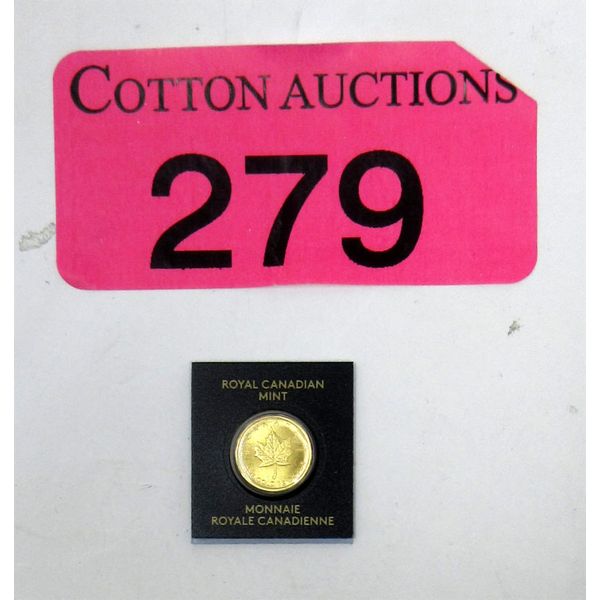 COTTON AUCTIONS
279
ROYAL CANADIAN
MINT
MONNAIE
ROYALE CANADIENNE